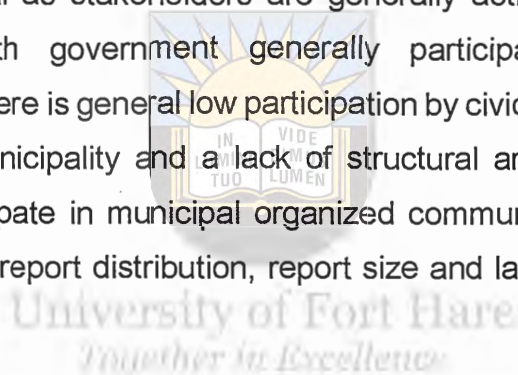 al as stakeholders are generally acti
th government generally participa
ere is general low participation by civic
nicipality and a lack of structural ar
pate in municipal organized commun
report distribution, report size and la
IN VIDE
LUMINE TUO LUMEN
University of Fort Hare
Together in Excellence